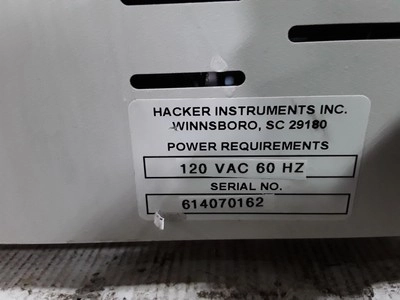 HACKER INSTRUMENTS INC.
WINNSBORO, SC 29180
POWER REQUIREMENTS
120 VAC 60 HZ
SERIAL NO.
614070162